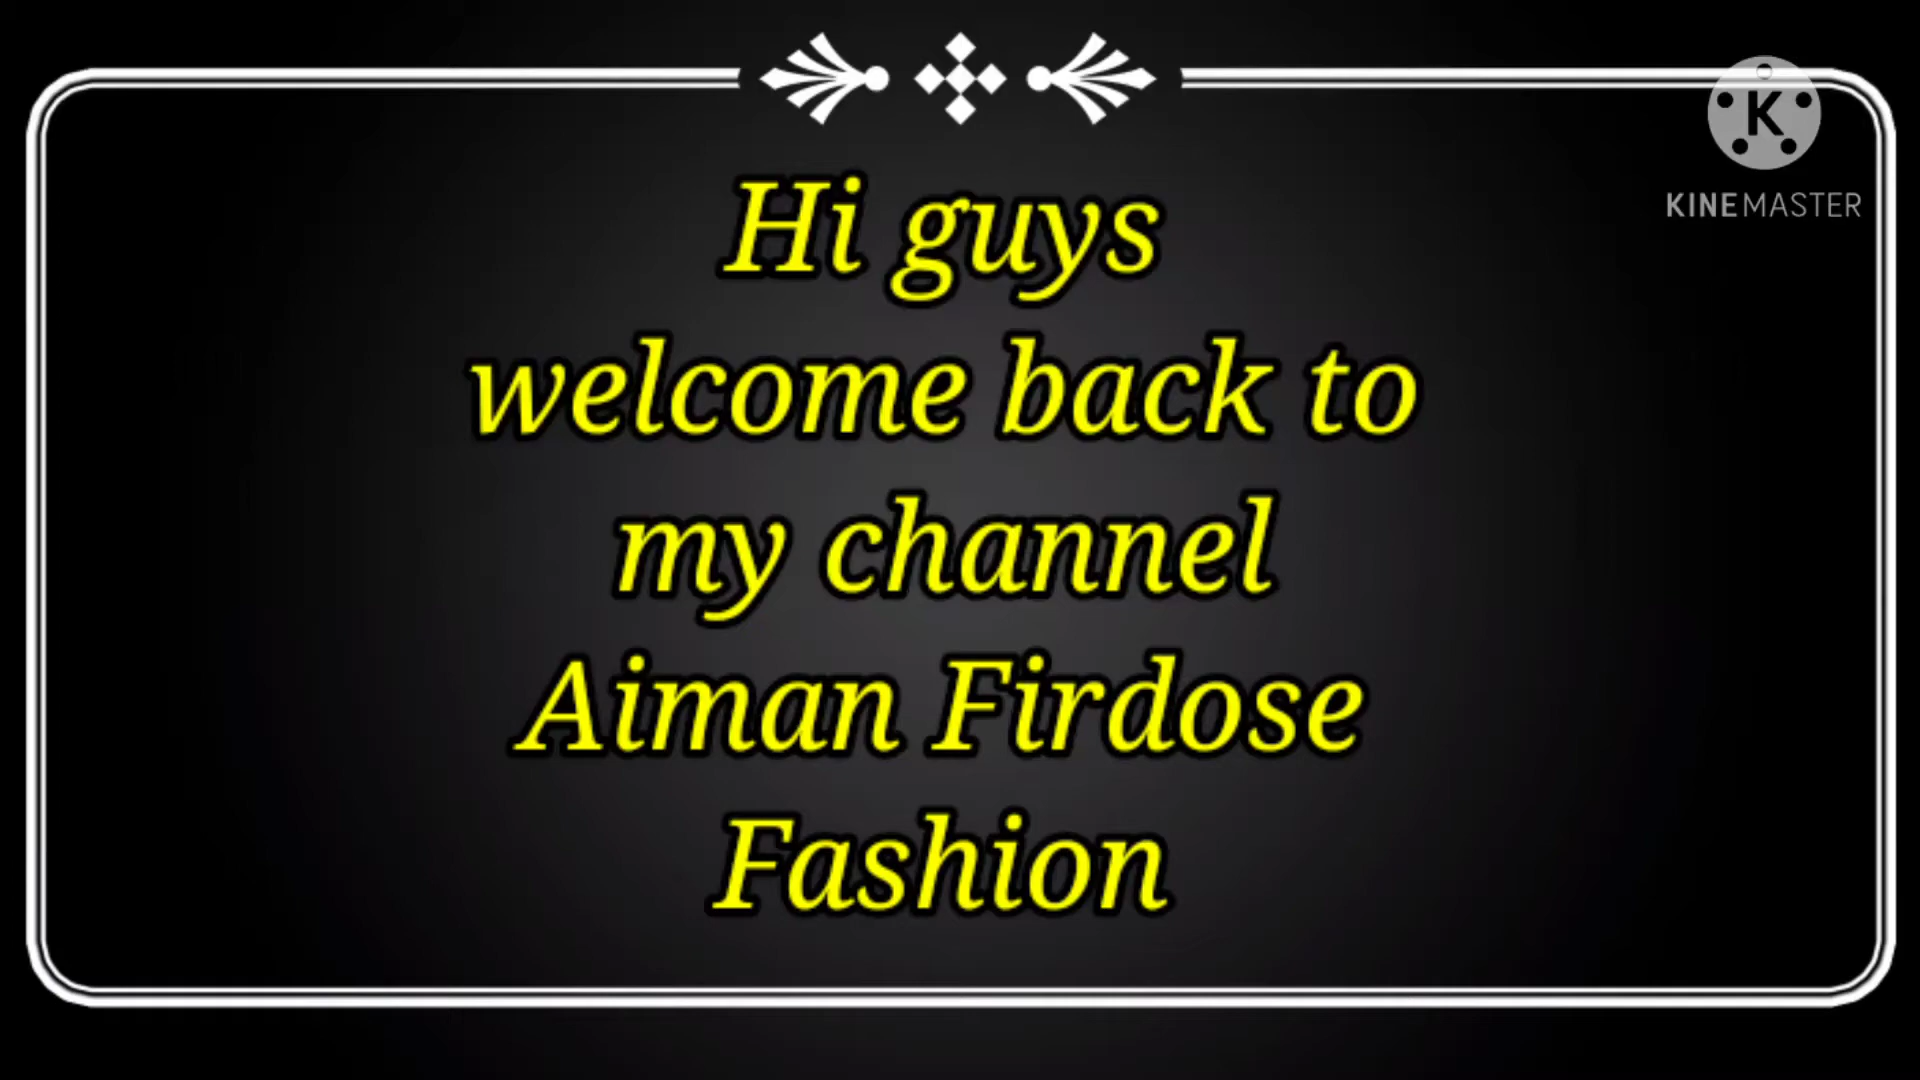 Hi guys
welcome back to
my channel
Aiman Firdose
Fashion
K
KINEMASTER